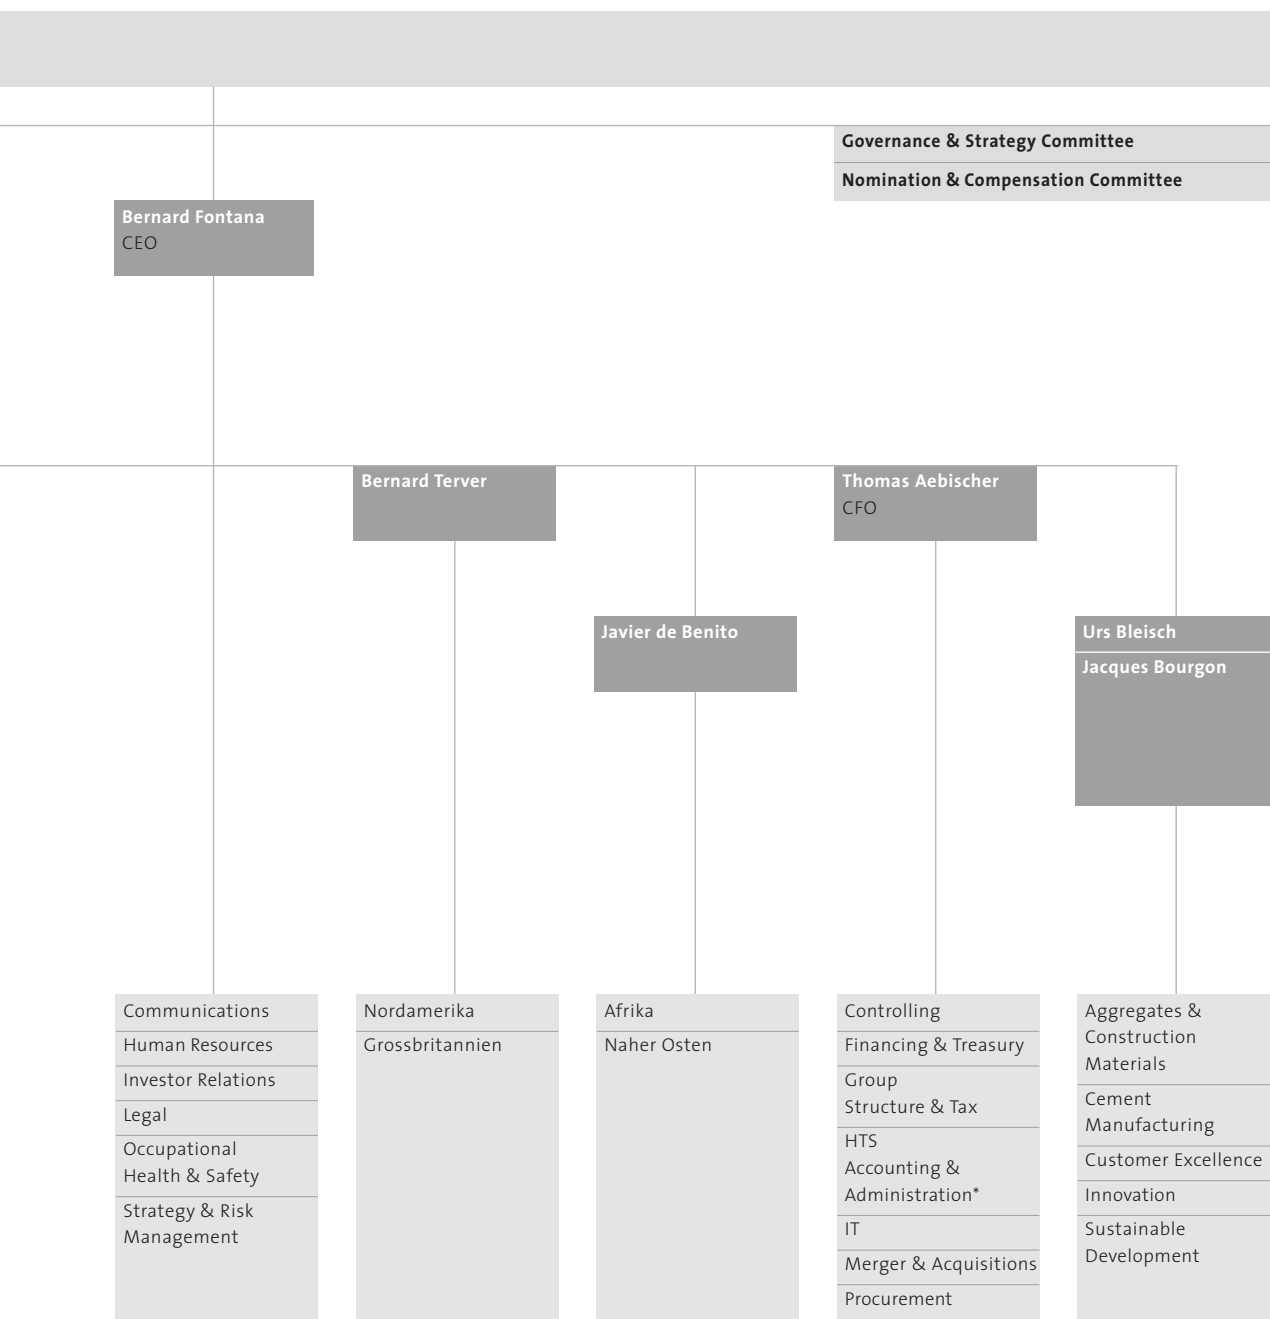 Governance & Strategy Committee
Nomination & Compensation Committee
Bernard Fontana
CEO
Bernard Terver
Thomas Aebischer
CFO
Javier de Benito
Urs Bleisch
Jacques Bourgon
Communications
Human Resources
Investor Relations
Legal
Occupational
Health & Safety
Strategy & Risk
Management
Nordamerika
Grossbritannien
Afrika
Naher Osten
Controlling
Financing & Treasury
Group
Structure & Tax
HTS
Accounting &
Administration*
IT
Merger & Acquisitions
Procurement
Aggregates &
Construction
Materials
Cement
Manufacturing
Customer Excellence
Innovation
Sustainable
Development